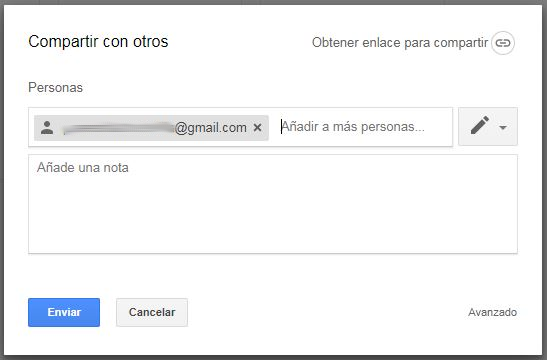 Compartir con otros
Obtener enlace para compartir
Personas
@gmail.com × Añadir a más personas...
Añade una nota
Enviar
Cancelar
Avanzado